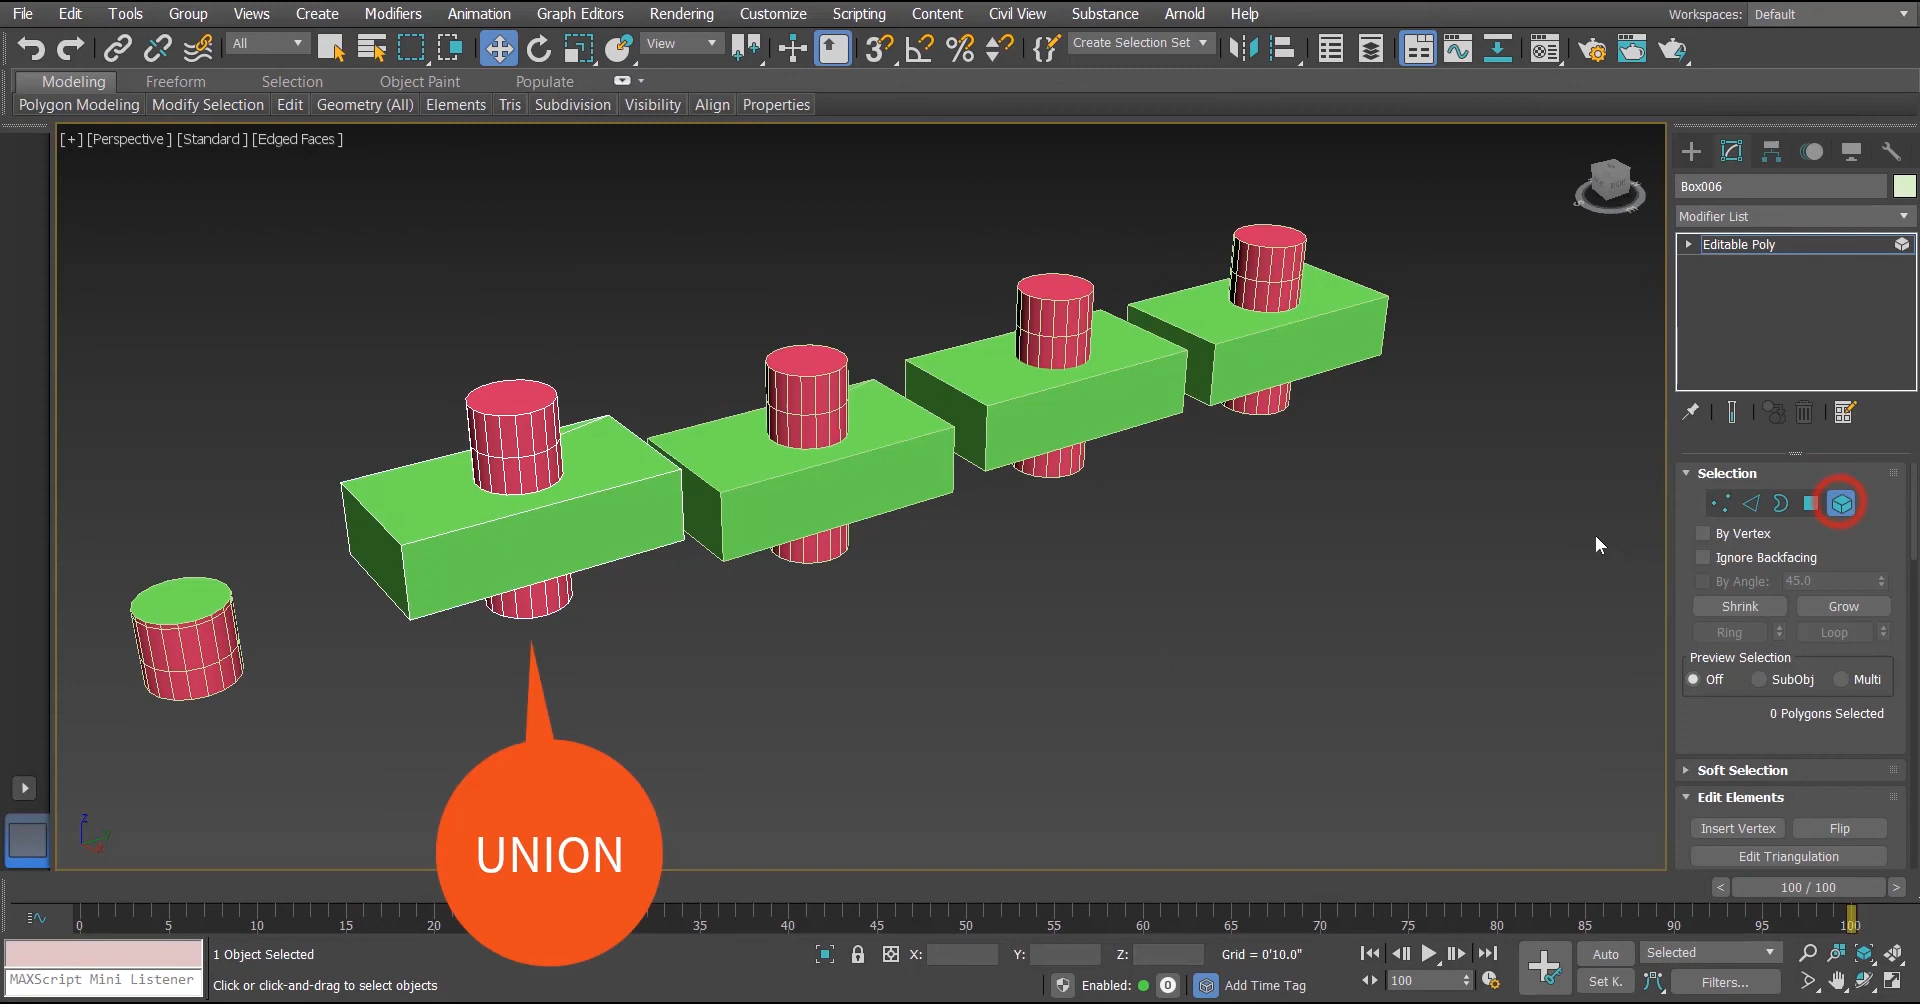 File Edit Tools Group Views Create Modifiers Animation Graph Editors Rendering Customize Scripting Content Civil View Substance Arnold Help Workspaces: Default
All View Create Selection Set
Modeling Freeform Selection Object Paint Populate
Polygon Modeling Modify Selection Edit Geometry (All) Elements Tris Subdivision Visibility Align Properties
[+] [Perspective ] [Standard ] [Edged Faces ]
Box006
Modifier List
Editable Poly
Selection
By Vertex
Ignore Backfacing
By Angle: 45.0
Shrink Grow
Ring Loop
Preview Selection
Off SubObj Multi
0 Polygons Selected
Soft Selection
Edit Elements
Insert Vertex Flip
Edit Triangulation
UNION
z
< 100 / 100 >
0 5 10 15 20 35 40 45 50 55 60 65 70 75 80 85 90 95 100
1 Object Selected X: Y: Z: Grid = 0'10.0" Auto Selected
MAXScript Mini Listener Click or click-and-drag to select objects Enabled: 0 Add Time Tag 100 Set K. Filters...